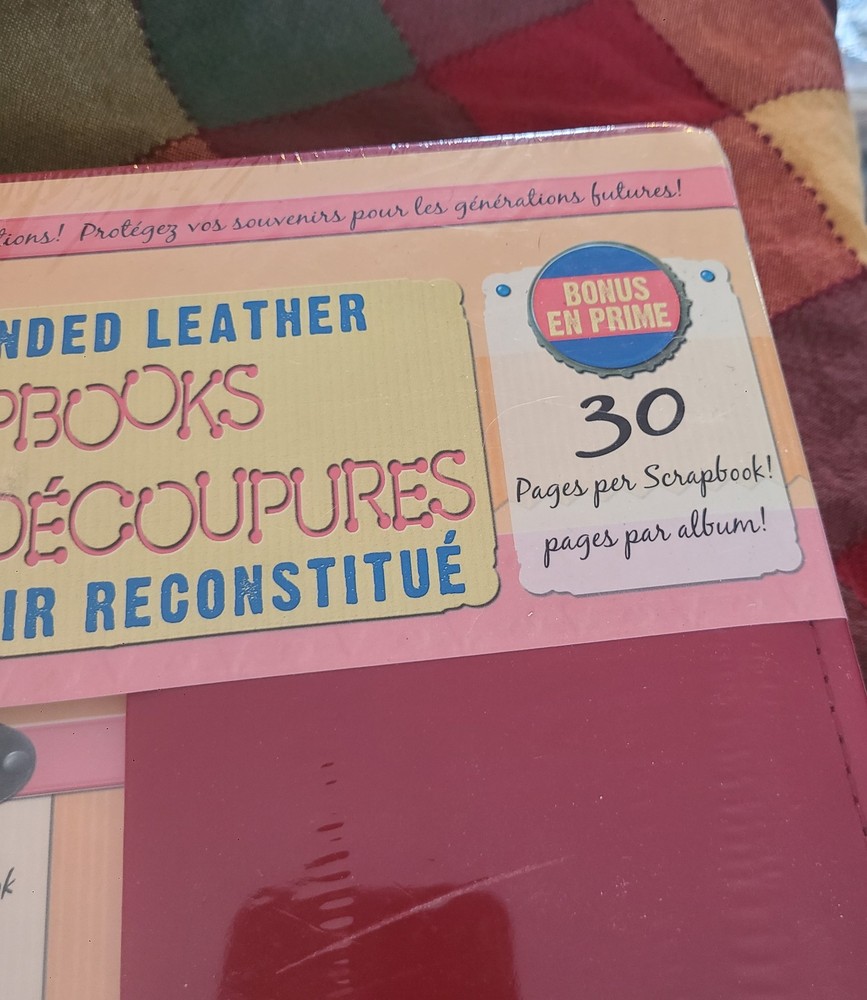 tions! Protégez vos souvenirs pour les générations futures!
NDED LEATHER
PBOOKS
DÉCOUPURES
IR RECONSTITUÉ
BONUS
EN PRIME
30
Pages per Scrapbook!
pages par album!
k